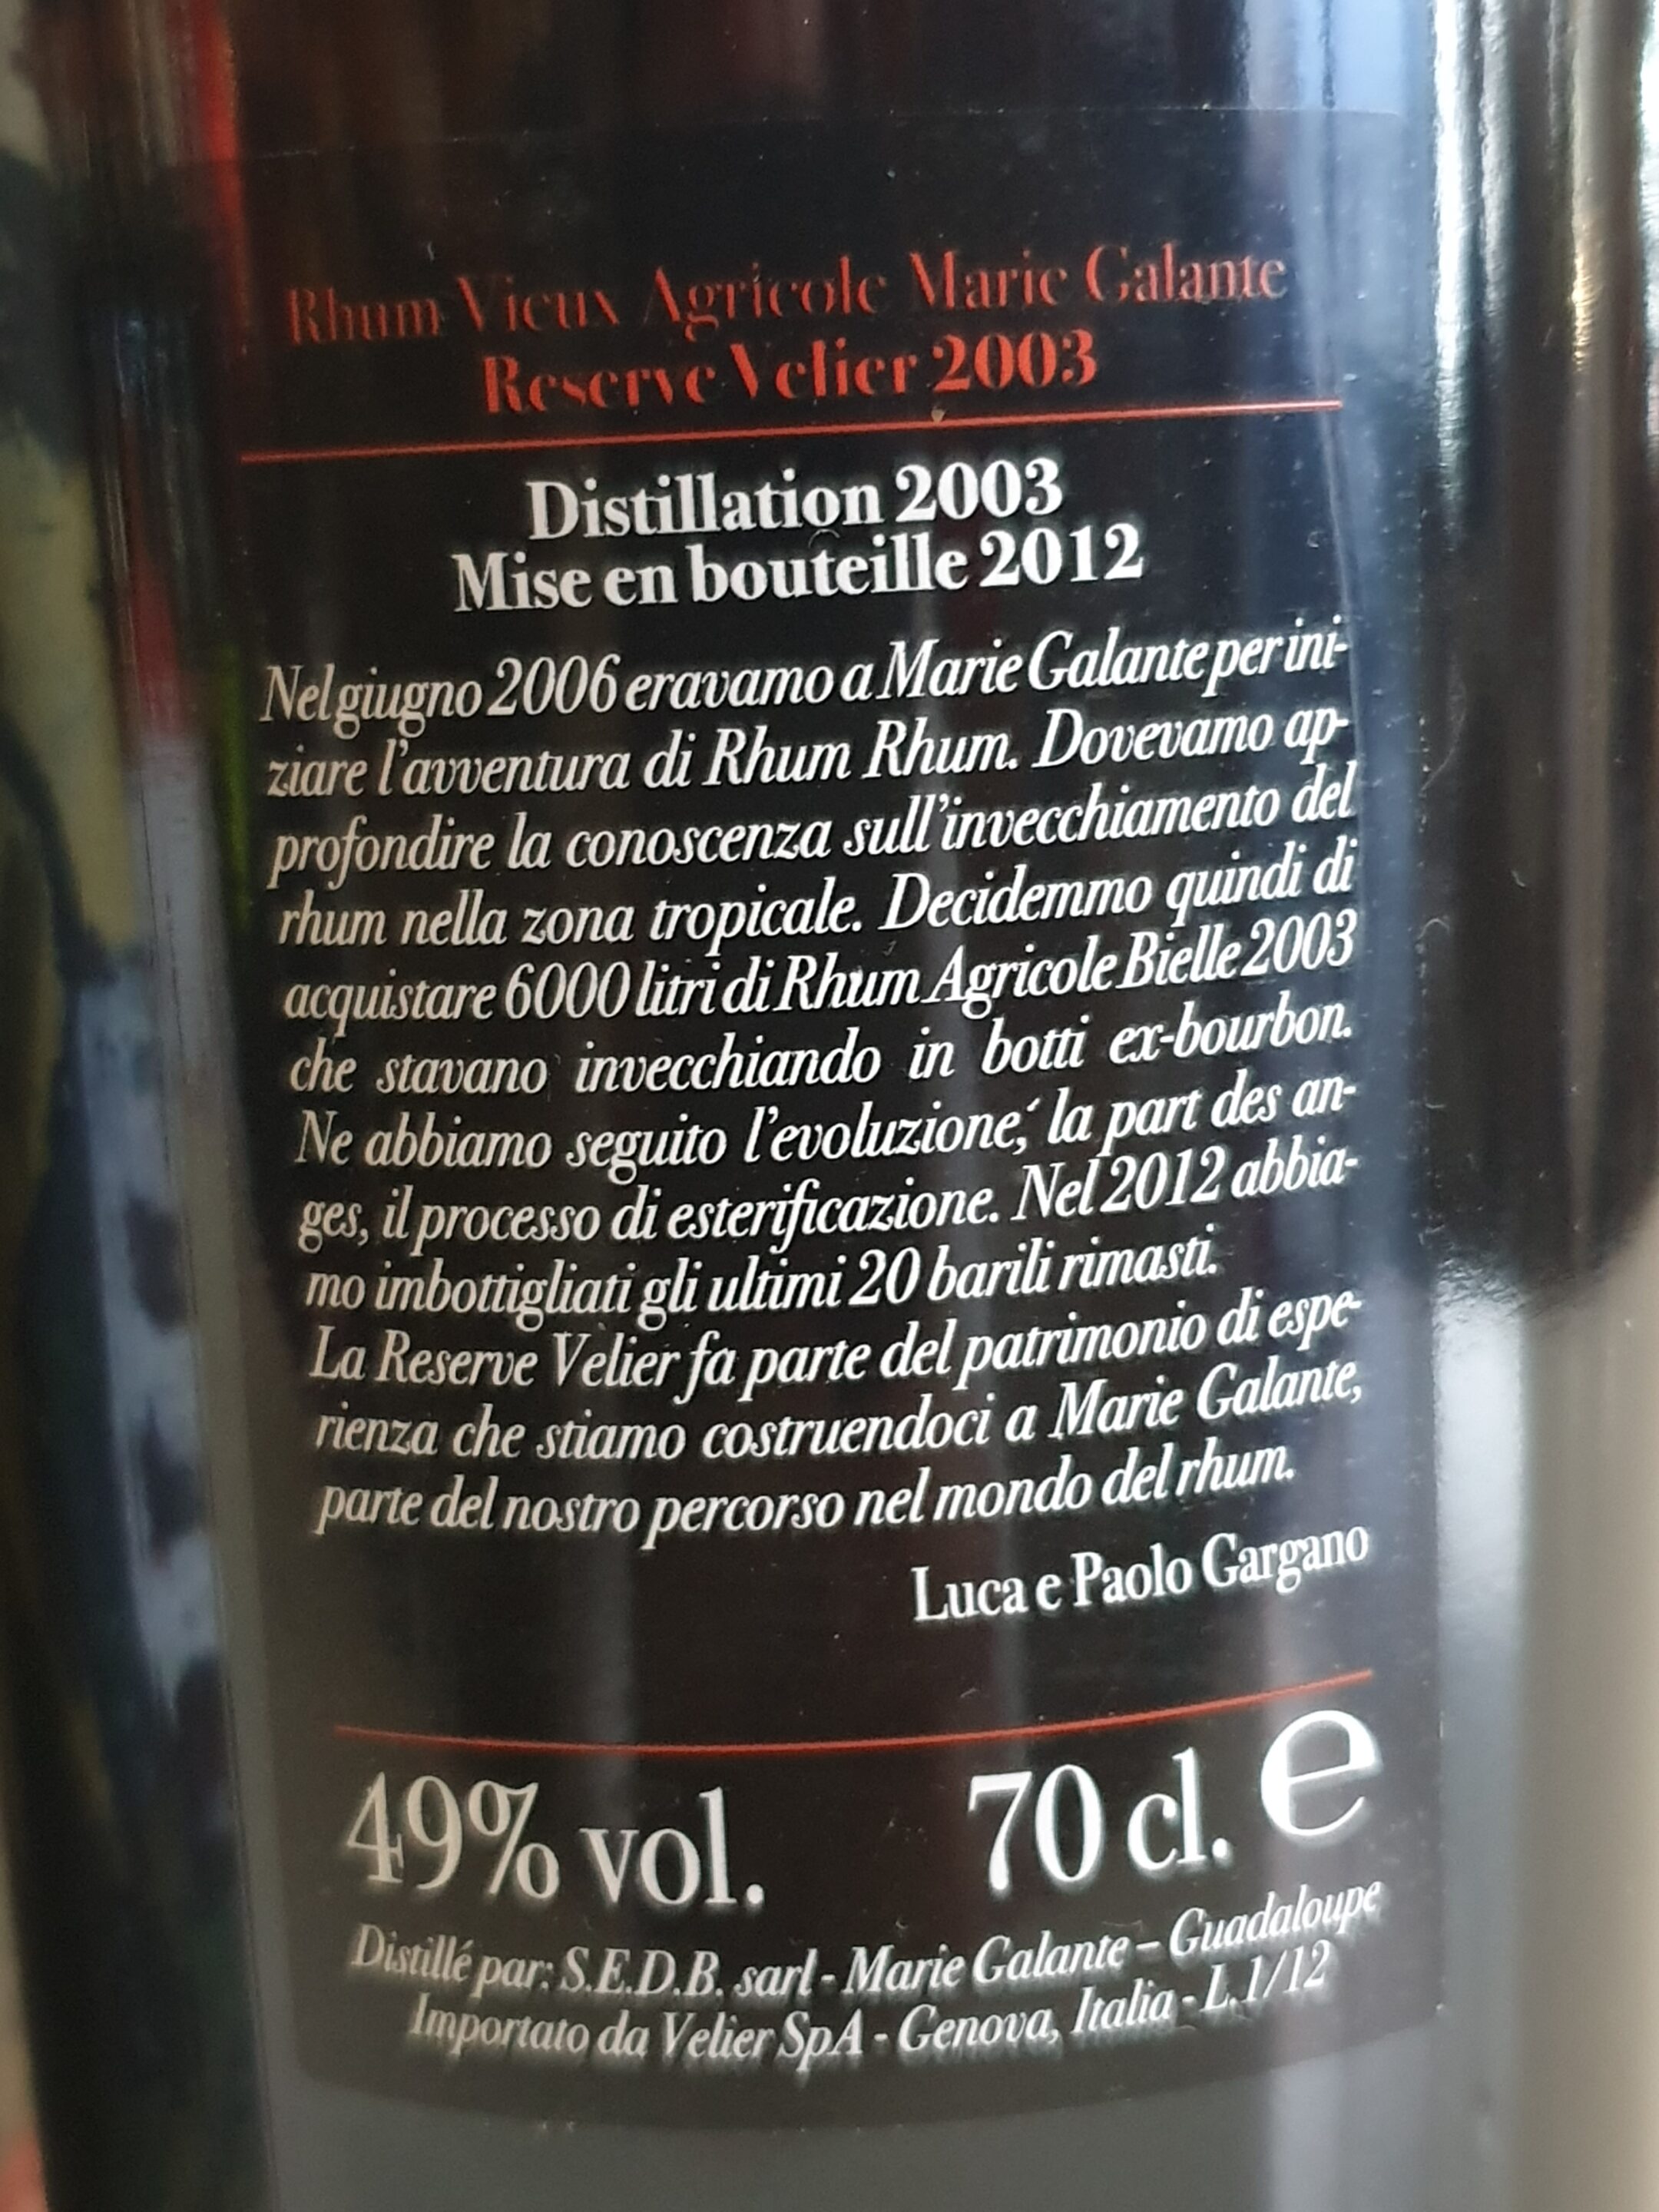 Rhum Vieux Agricole Marie Galante
Reserve Velier 2003
Distillation 2003
Mise en bouteille 2012
Nel giugno 2006 eravamo a Marie Galante per ini-
ziare l'avventura di Rhum Rhum. Dovevamo ap-
profondire la conoscenza sull'invecchiamento del
rhum nella zona tropicale. Decidemmo quindi di
acquistare 6000 litri di Rhum Agricole Bielle 2003
che stavano invecchiando in botti ex-bourbon.
Ne abbiamo seguito l'evoluzione, la part des an-
ges, il processo di esterificazione. Nel 2012 abbia-
mo imbottigliati gli ultimi 20 barili rimasti.
La Reserve Velier fa parte del patrimonio di espe-
rienza che stiamo costruendoci a Marie Galante,
parte del nostro percorso nel mondo del rhum.
Luca e Paolo Gargano
49% vol. 70 cl. e
Distillé par: S.E.D.B. sarl - Marie Galante – Guadaloupe
Importato da Velier SpA - Genova, Italia - L.1/12